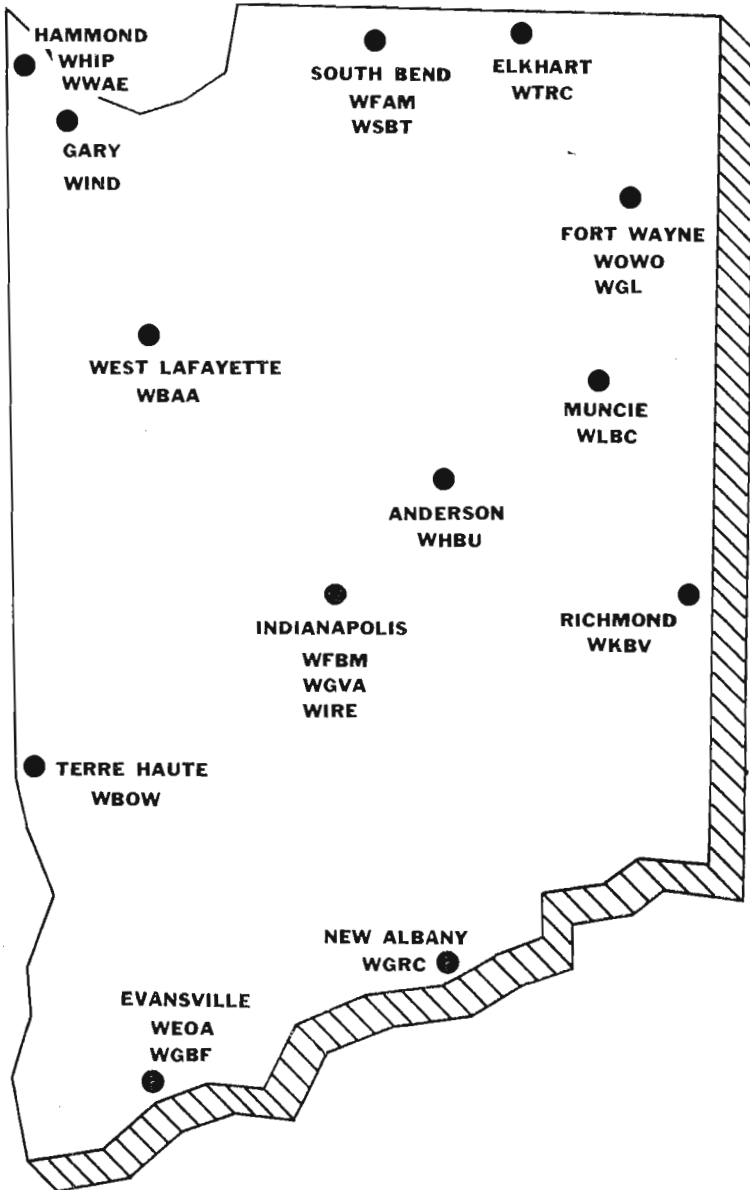 HAMMOND
WHIP
WWAE
GARY
WIND
SOUTH BEND
WFAM
WSBT
ELKHART
WTRC
FORT WAYNE
WOWO
WGL
WEST LAFAYETTE
WBAA
MUNCIE
WLBC
ANDERSON
WHBU
INDIANAPOLIS
WFBM
WGVA
WIRE
RICHMOND
WKBV
TERRE HAUTE
WBOW
NEW ALBANY
WGRC
EVANSVILLE
WEOA
WGBF